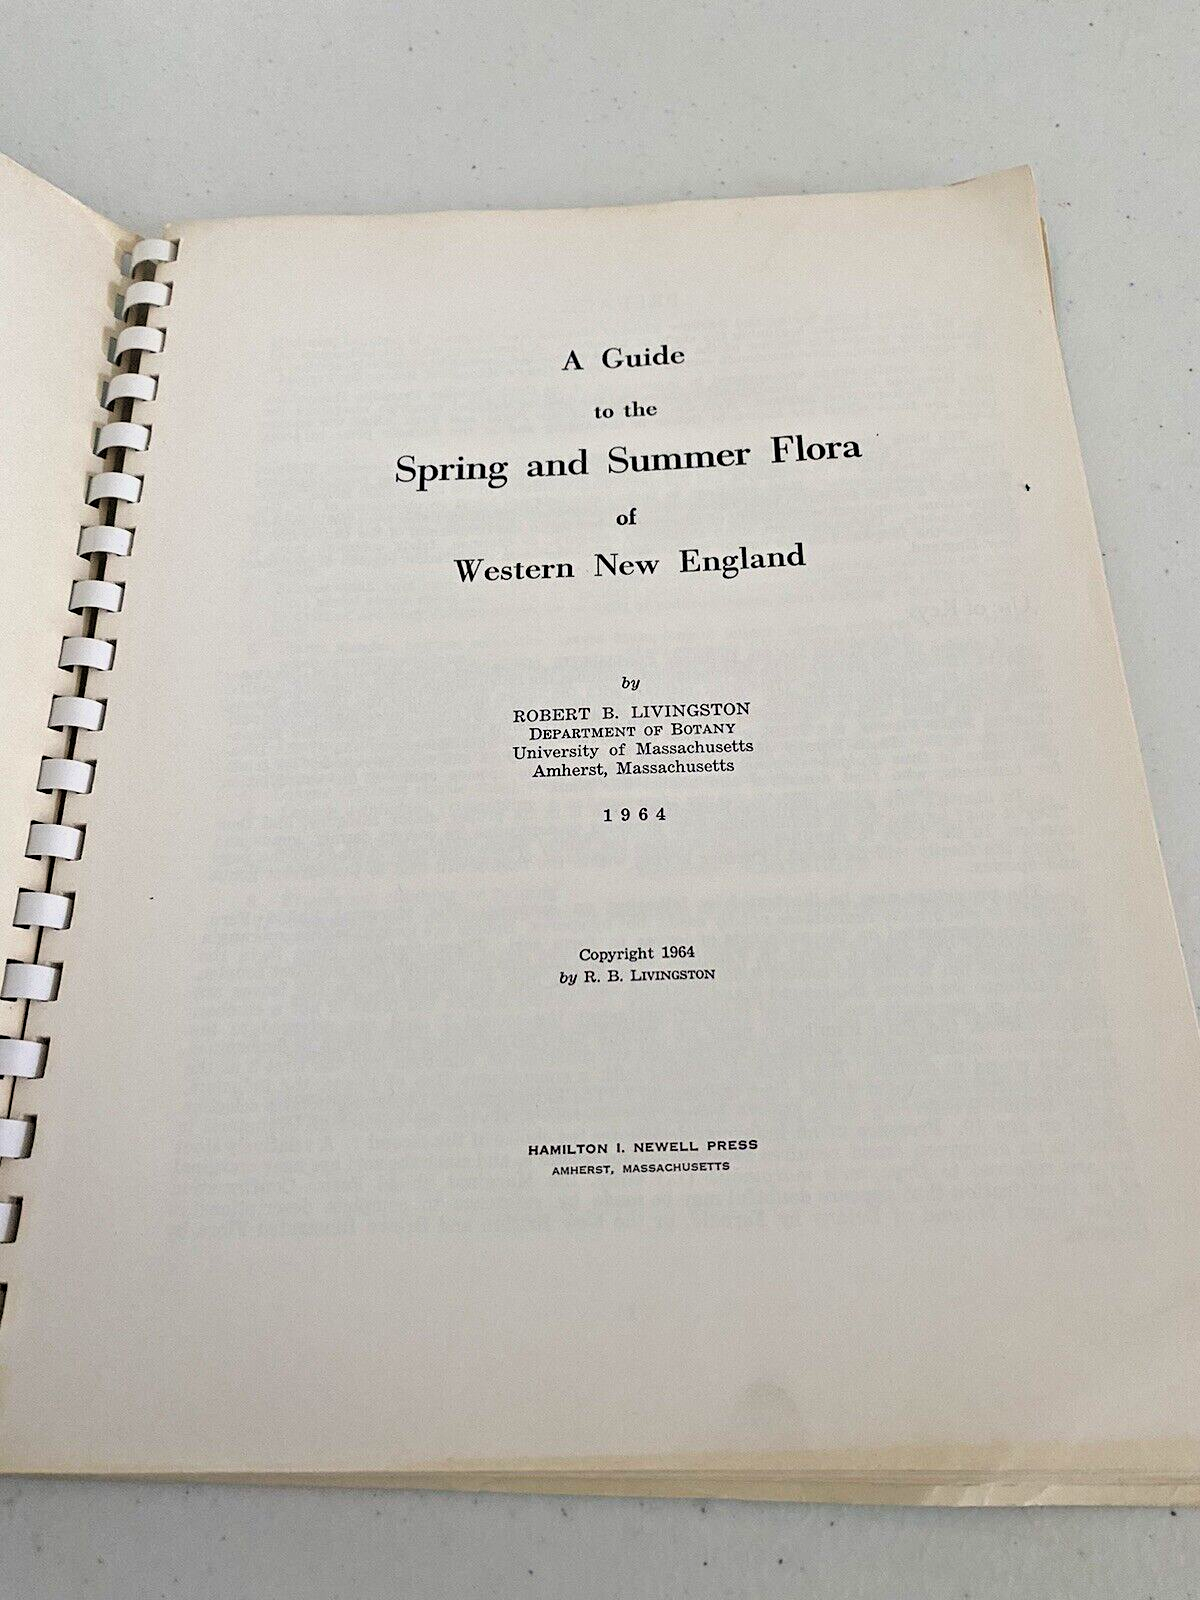 A Guide
to the
Spring and Summer Flora
of
Western New England
by
ROBERT B. LIVINGSTON
DEPARTMENT OF BOTANY
University of Massachusetts
Amherst, Massachusetts
1964
Copyright 1964
by R. B. LIVINGSTON
HAMILTON I. NEWELL PRESS
AMHERST, MASSACHUSETTS